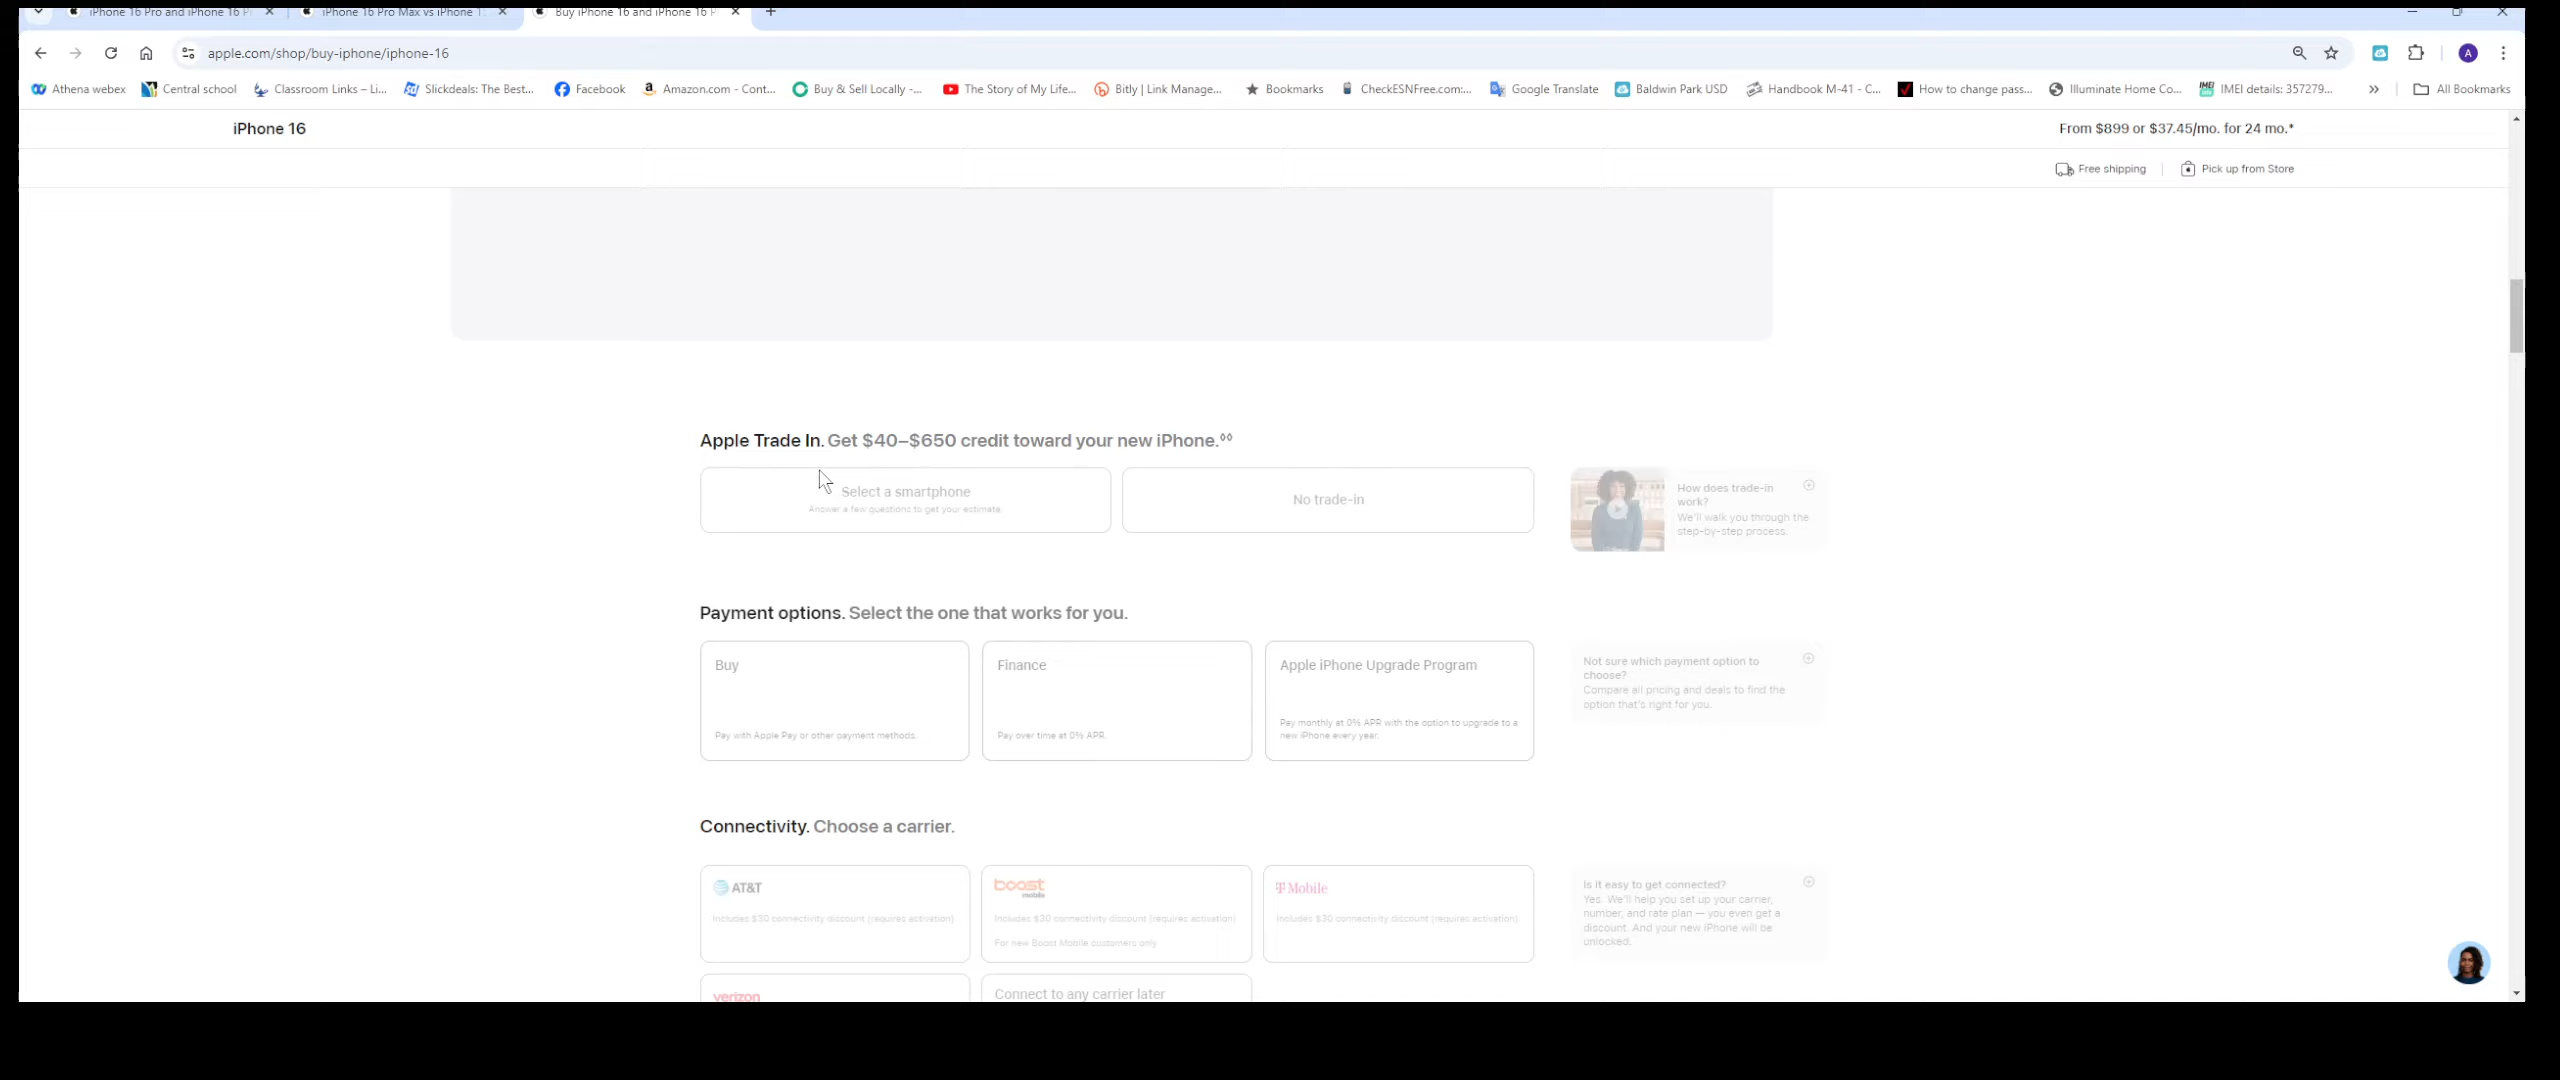 iPhone 16 Pro and iPhone 16 P
iPhone 16 Pro Max vs iPhone 1
Buy iPhone 16 and iPhone 16 P
apple.com/shop/buy-iphone/iphone-16
A
Athena webex
Central school
Classroom Links – Li...
Slickdeals: The Best...
Facebook
Amazon.com - Cont...
Buy & Sell Locally -...
The Story of My Life...
Bitly | Link Manage...
Bookmarks
CheckESNFree.com:...
Google Translate
Baldwin Park USD
Handbook M-41 - C...
How to change pass...
Illuminate Home Co...
IMEI details: 357279...
All Bookmarks
iPhone 16
From $899 or $37.45/mo. for 24 mo.*
Free shipping
Pick up from Store
Apple Trade In. Get $40–$650 credit toward your new iPhone.◊◊
Select a smartphone
Answer a few questions to get your estimate.
No trade-in
How does trade-in
work?
We'll walk you through the
step-by-step process.
Payment options. Select the one that works for you.
Buy
Pay with Apple Pay or other payment methods.
Finance
Pay over time at 0% APR.
Apple iPhone Upgrade Program
Pay monthly at 0% APR with the option to upgrade to a
new iPhone every year.
Not sure which payment option to
choose?
Compare all pricing and deals to find the
option that's right for you.
Connectivity. Choose a carrier.
AT&T
Includes $30 connectivity discount (requires activation)
boost
mobile
Includes $30 connectivity discount (requires activation)
For new Boost Mobile customers only
T Mobile
Includes $30 connectivity discount (requires activation)
Is it easy to get connected?
Yes. We'll help you set up your carrier,
number, and rate plan — you even get a
discount. And your new iPhone will be
unlocked.
verizon
Connect to any carrier later